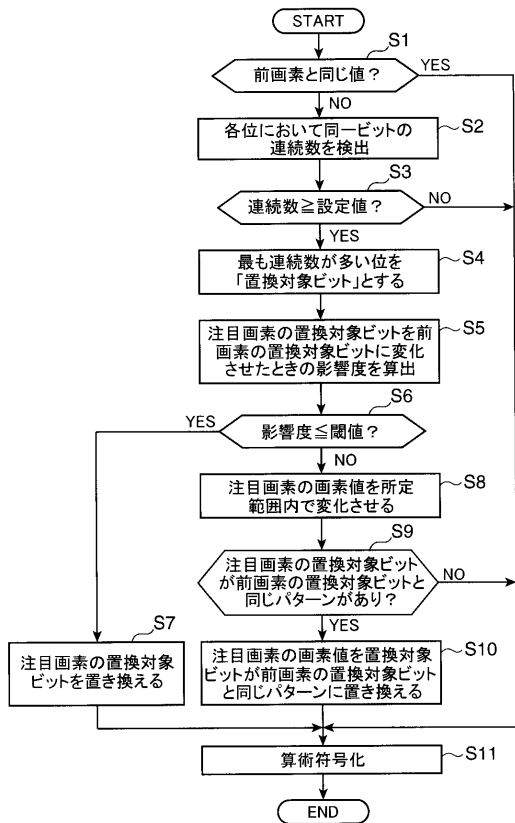 START
S1
前画素と同じ値？
YES
NO
S2
各位において同一ビットの
連続数を検出
S3
連続数≧設定値？
NO
YES
S4
最も連続数が多い位を
「置換対象ビット」とする
S5
注目画素の置換対象ビットを前
画素の置換対象ビットに変化
させたときの影響度を算出
S6
YES
影響度≦閾値？
NO
S8
注目画素の画素値を所定
範囲内で変化させる
S9
注目画素の置換対象ビット
が前画素の置換対象ビットと
同じパターンがあり？
NO
YES
S7
注目画素の置換対象
ビットを置き換える
S10
注目画素の画素値を置換対象
ビットが前画素の置換対象ビット
と同じパターンに置き換える
S11
算術符号化
END